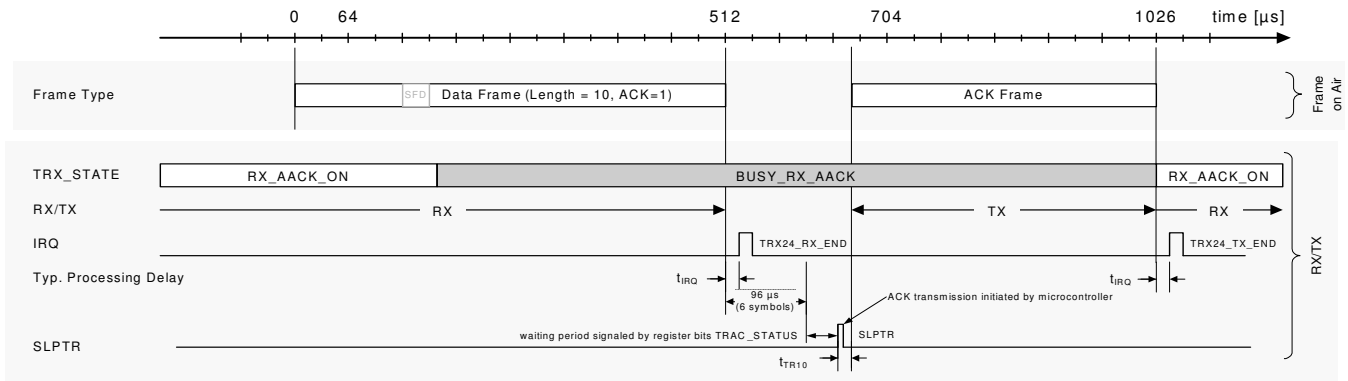 0 64 512 704 1026 time [µs]
Frame Type SFD Data Frame (Length = 10, ACK=1) ACK Frame
Frame
on Air
TRX_STATE RX_AACK_ON BUSY_RX_AACK RX_AACK_ON
RX/TX RX TX RX
IRQ TRX24_RX_END TRX24_TX_END
RX/TX
Typ. Processing Delay tIRQ tIRQ
96 µs
(6 symbols)
ACK transmission initiated by microcontroller
waiting period signaled by register bits TRAC_STATUS SLPTR
SLPTR
tTR10